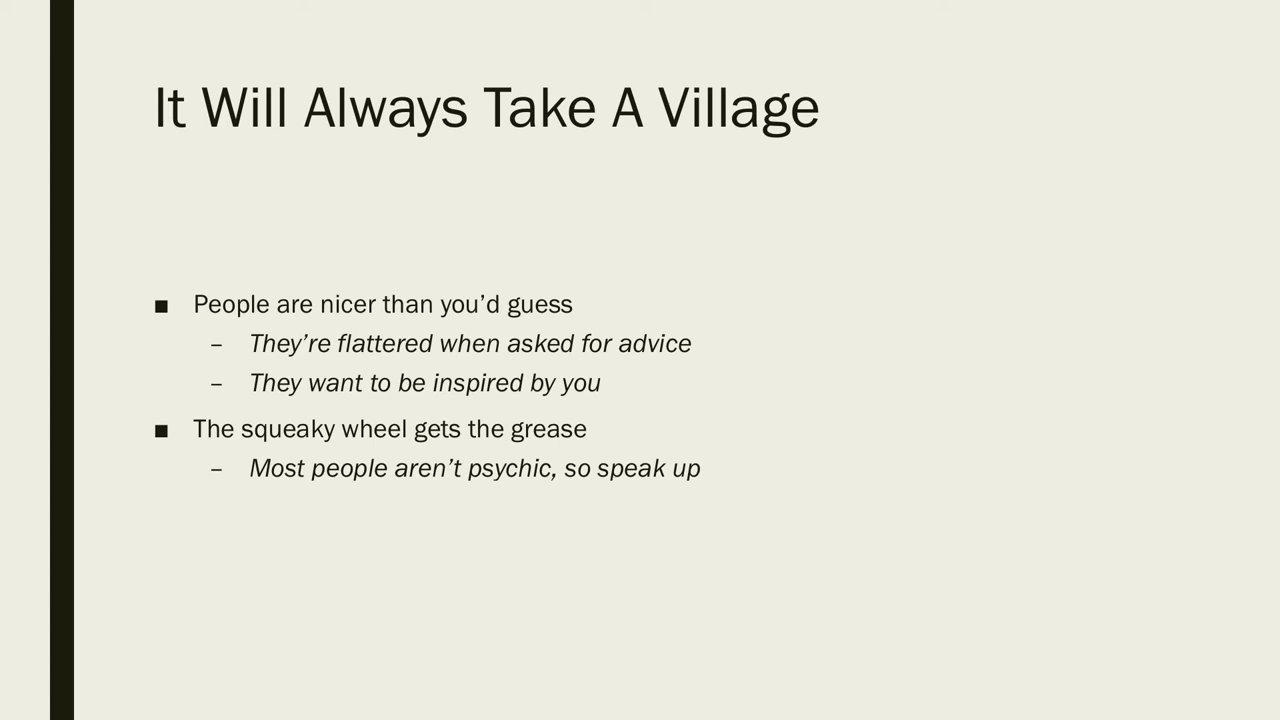 It Will Always Take A Village
■ People are nicer than you’d guess
– They’re flattered when asked for advice
– They want to be inspired by you
■ The squeaky wheel gets the grease
– Most people aren’t psychic, so speak up